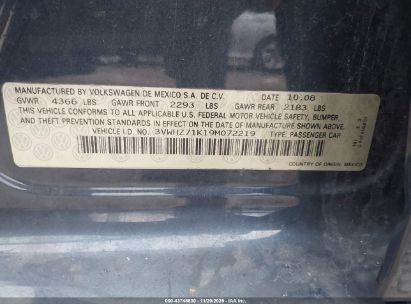 MANUFACTURED BY VOLKSWAGEN DE MEXICO S.A. DE C.V. DATE 10.08
GVWR 4366 LBS GAWR FRONT 2293 LBS GAWR REAR 2183 LBS
THIS VEHICLE CONFORMS TO ALL APPLICABLE U.S. FEDERAL MOTOR VEHICLE SAFETY, BUMPER,
AND THEFT PREVENTION STANDARDS IN EFFECT ON THE DATE OF MANUFACTURE SHOWN ABOVE.
VEHICLE I.D. NO. 3VWHZ71K19M072219 TYPE: PASSENGER CAR
COUNTRY OF ORIGIN: MEXICO